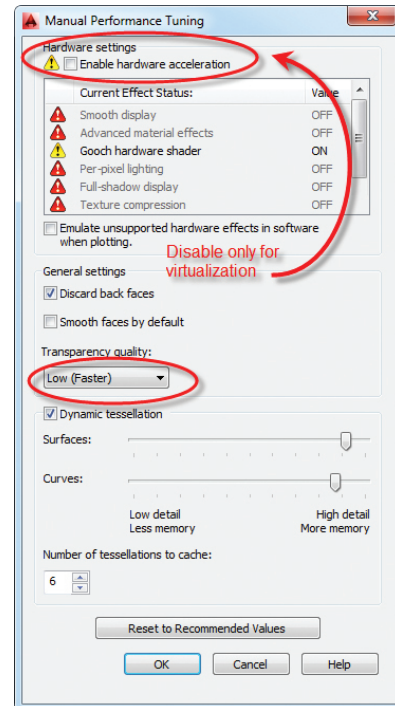 Manual Performance Tuning
Hardware settings
Enable hardware acceleration
Current Effect Status: Value
Smooth display OFF
Advanced material effects OFF
Gooch hardware shader ON
Per-pixel lighting OFF
Full-shadow display OFF
Texture compression OFF
Emulate unsupported hardware effects in software
when plotting.
Disable only for
virtualization
General settings
Discard back faces
Smooth faces by default
Transparency quality:
Low (Faster)
Dynamic tessellation
Surfaces:
Curves:
Low detail High detail
Less memory More memory
Number of tessellations to cache:
6
Reset to Recommended Values
OK Cancel Help